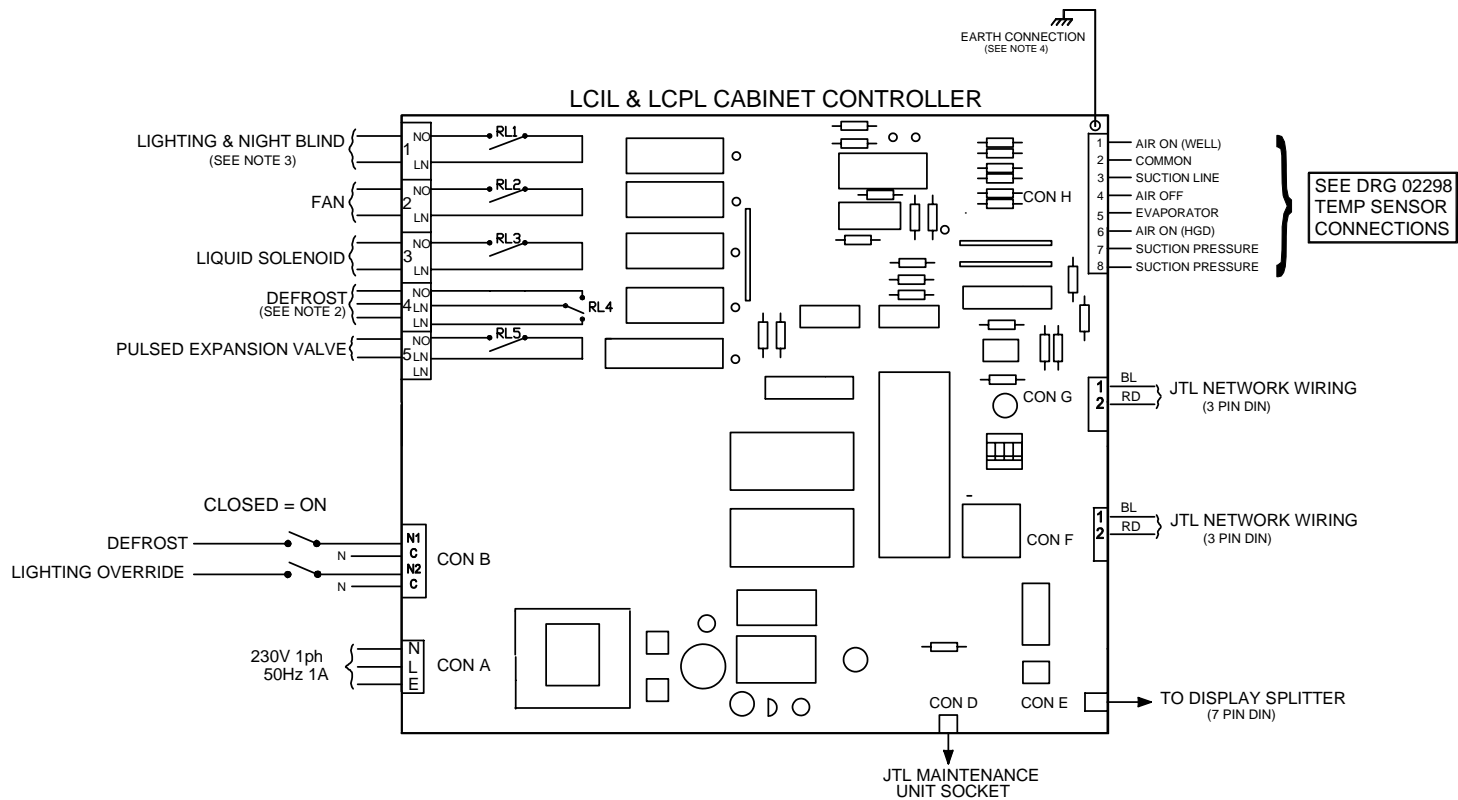 EARTH CONNECTION
(SEE NOTE 4)
LCIL & LCPL CABINET CONTROLLER
LIGHTING & NIGHT BLIND
(SEE NOTE 3)
1
NO
LN
RL1
FAN
2
NO
LN
RL2
LIQUID SOLENOID
3
NO
LN
RL3
DEFROST
(SEE NOTE 2)
4
NO
LN
LN
RL4
PULSED EXPANSION VALVE
5
NO
LN
LN
RL5
CON H
1 AIR ON (WELL)
2 COMMON
3 SUCTION LINE
4 AIR OFF
5 EVAPORATOR
6 AIR ON (HGD)
7 SUCTION PRESSURE
8 SUCTION PRESSURE
SEE DRG 02298
TEMP SENSOR
CONNECTIONS
CON G
1 BL
2 RD
JTL NETWORK WIRING
(3 PIN DIN)
CLOSED = ON
DEFROST
N1
N C
LIGHTING OVERRIDE
N2
N C
CON B
CON F
1 BL
2 RD
JTL NETWORK WIRING
(3 PIN DIN)
230V 1ph
50Hz 1A
N
L
E
CON A
CON D
CON E
TO DISPLAY SPLITTER
(7 PIN DIN)
JTL MAINTENANCE
UNIT SOCKET